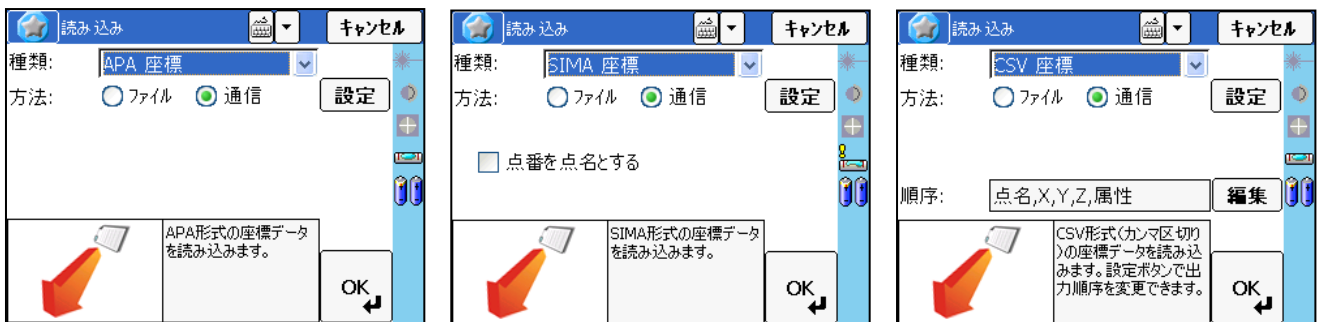 読み込み
キャンセル
種類:
APA 座標
方法:
ファイル
通信
設定
APA形式の座標データ
を読み込みます。
OK
読み込み
キャンセル
種類:
SIMA 座標
方法:
ファイル
通信
設定
点番を点名とする
SIMA形式の座標データ
を読み込みます。
OK
読み込み
キャンセル
種類:
CSV 座標
方法:
ファイル
通信
設定
順序:
点名,X,Y,Z,属性
編集
CSV形式(カンマ区切り
)の座標データを読み込
みます。設定ボタンで出
力順序を変更できます。
OK